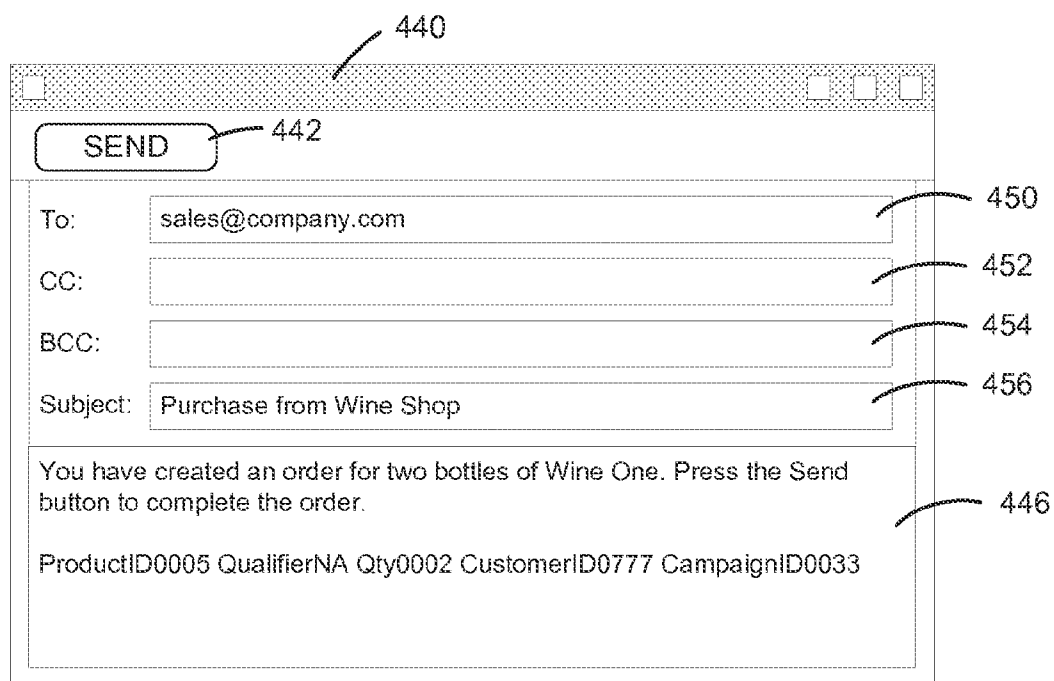 440
SEND 442
To: sales@company.com 450
CC: 452
BCC: 454
Subject: Purchase from Wine Shop 456
You have created an order for two bottles of Wine One. Press the Send
button to complete the order.
446
ProductID0005 QualifierNA Qty0002 CustomerID0777 CampaignID0033